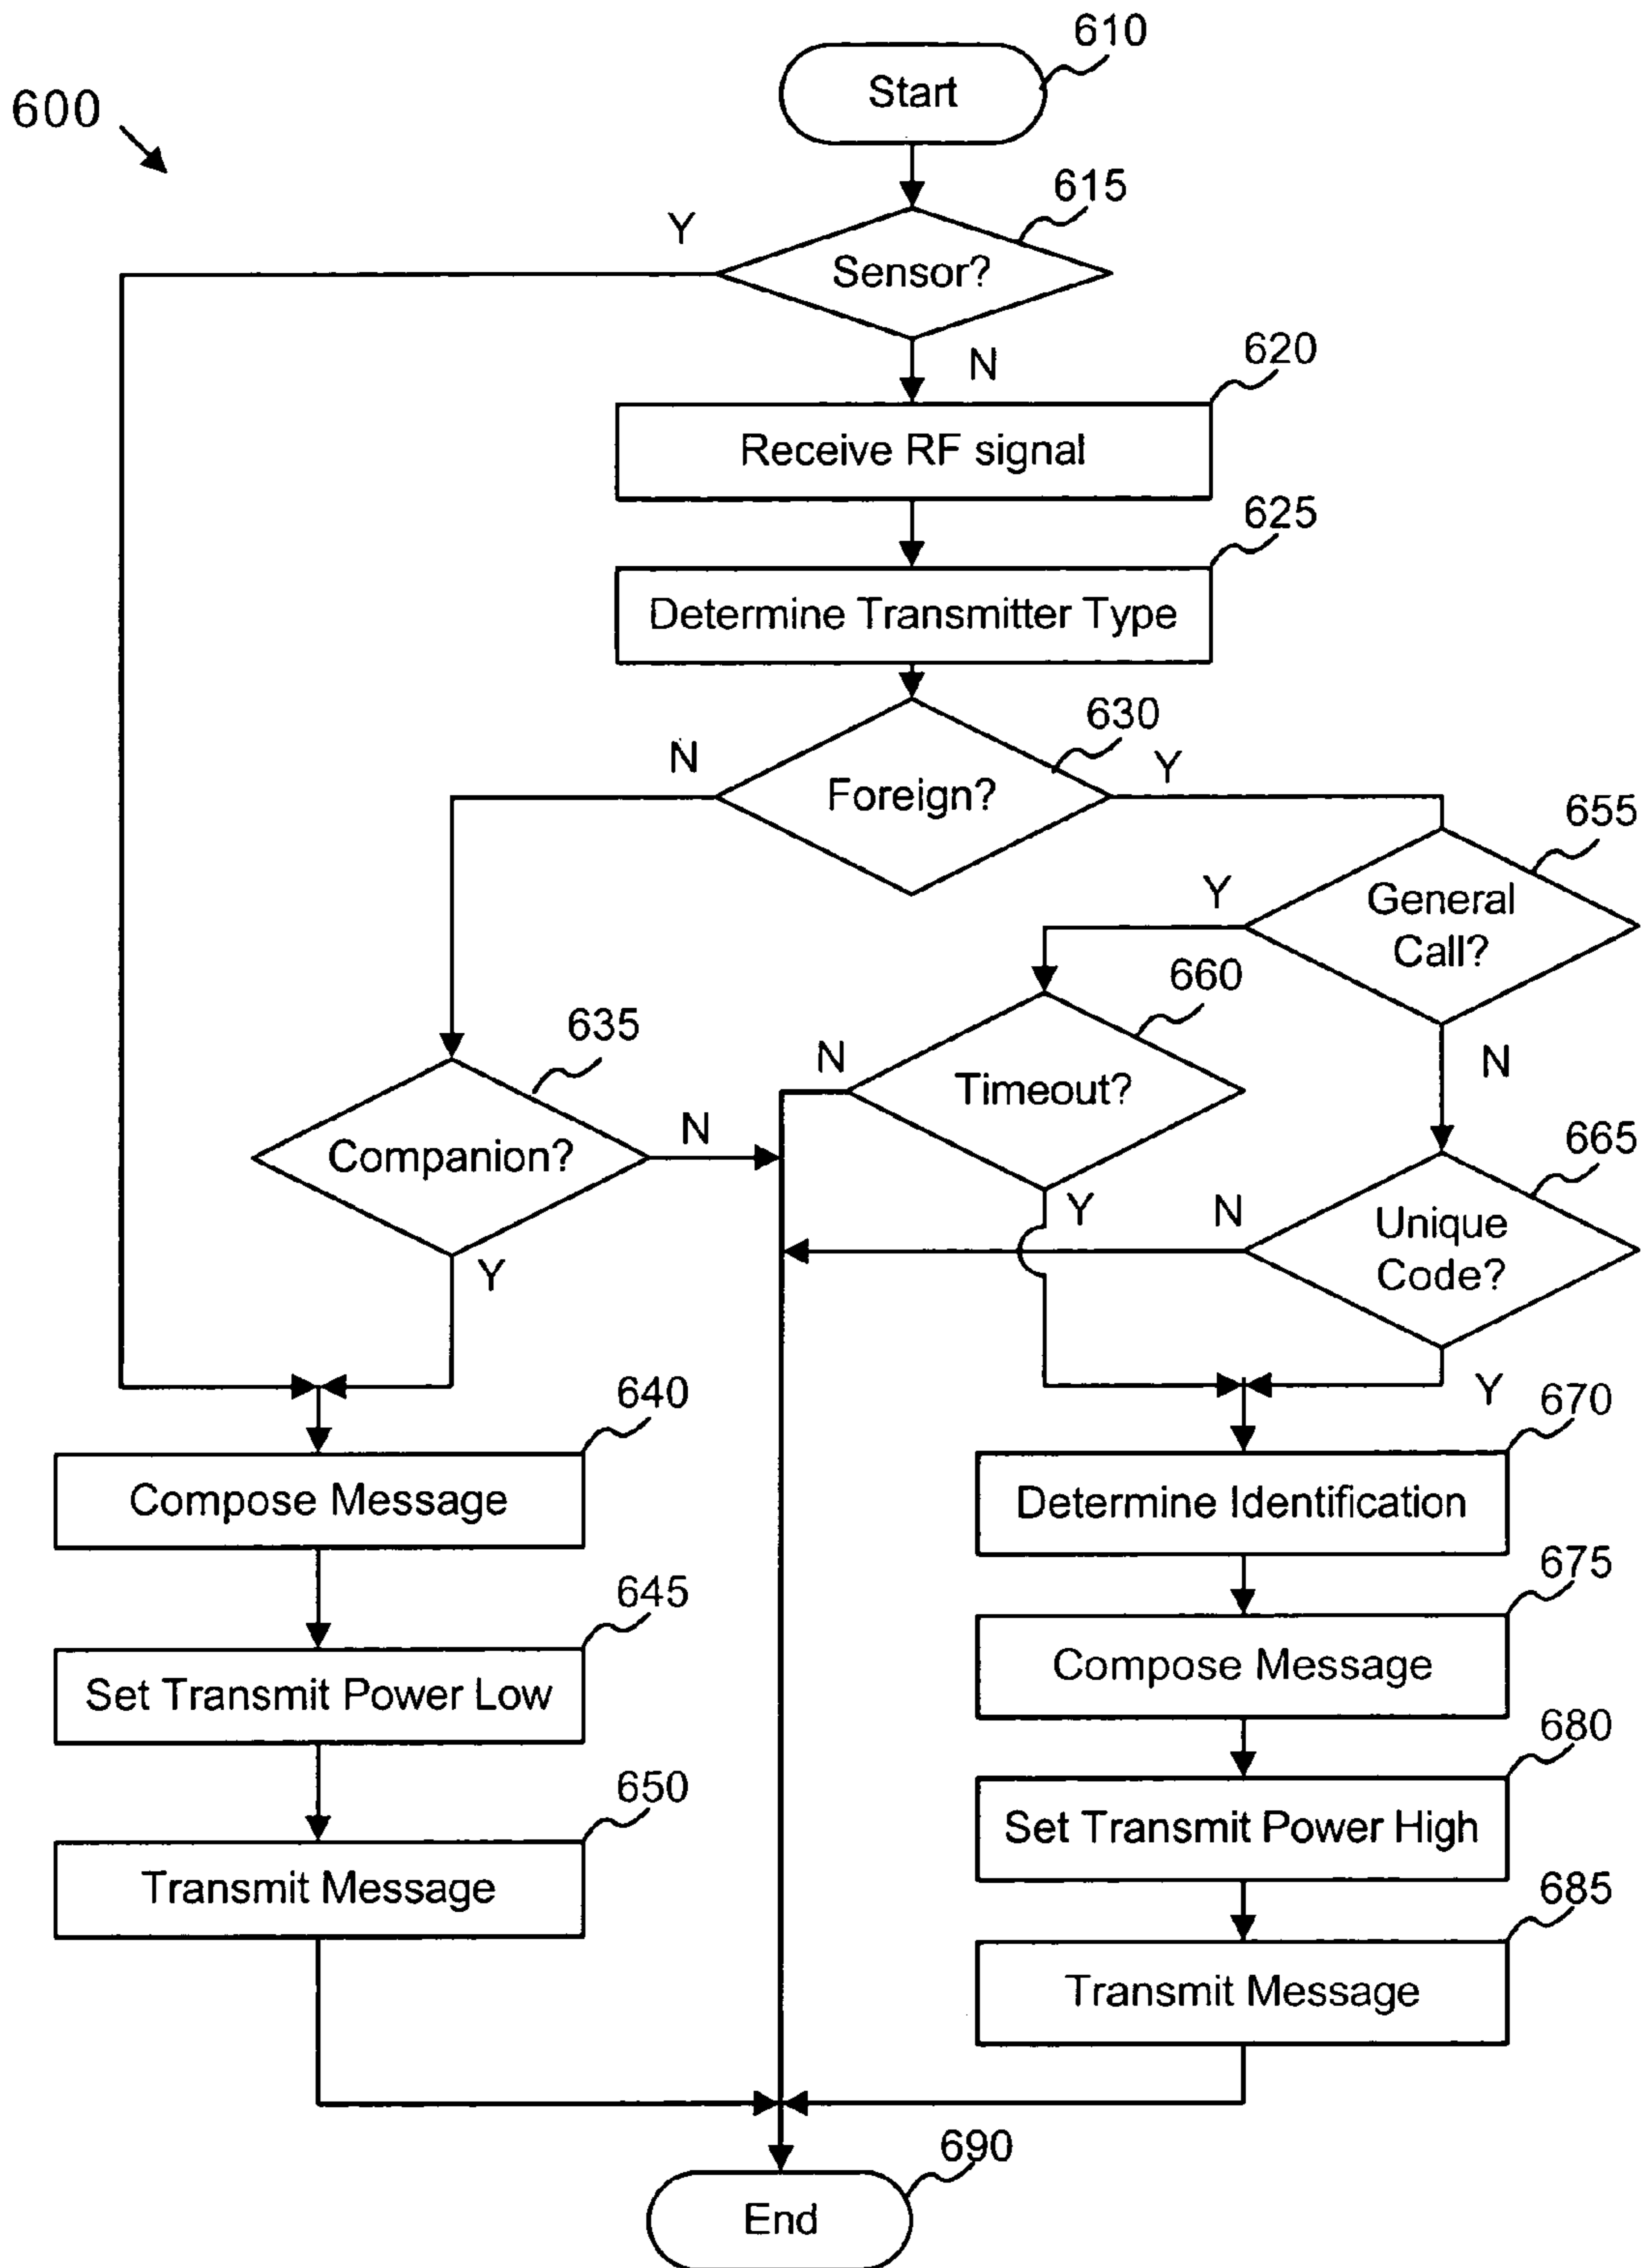 610
Start
600
615
Y
Sensor?
N
620
Receive RF signal
625
Determine Transmitter Type
630
N
Y
Foreign?
655
Y
General
Call?
660
N
Timeout?
N
635
N
Companion?
665
Y
N
Unique
Code?
Y
Y
640
670
Compose Message
Determine Identification
645
675
Set Transmit Power Low
Compose Message
650
680
Transmit Message
Set Transmit Power High
685
Transmit Message
690
End